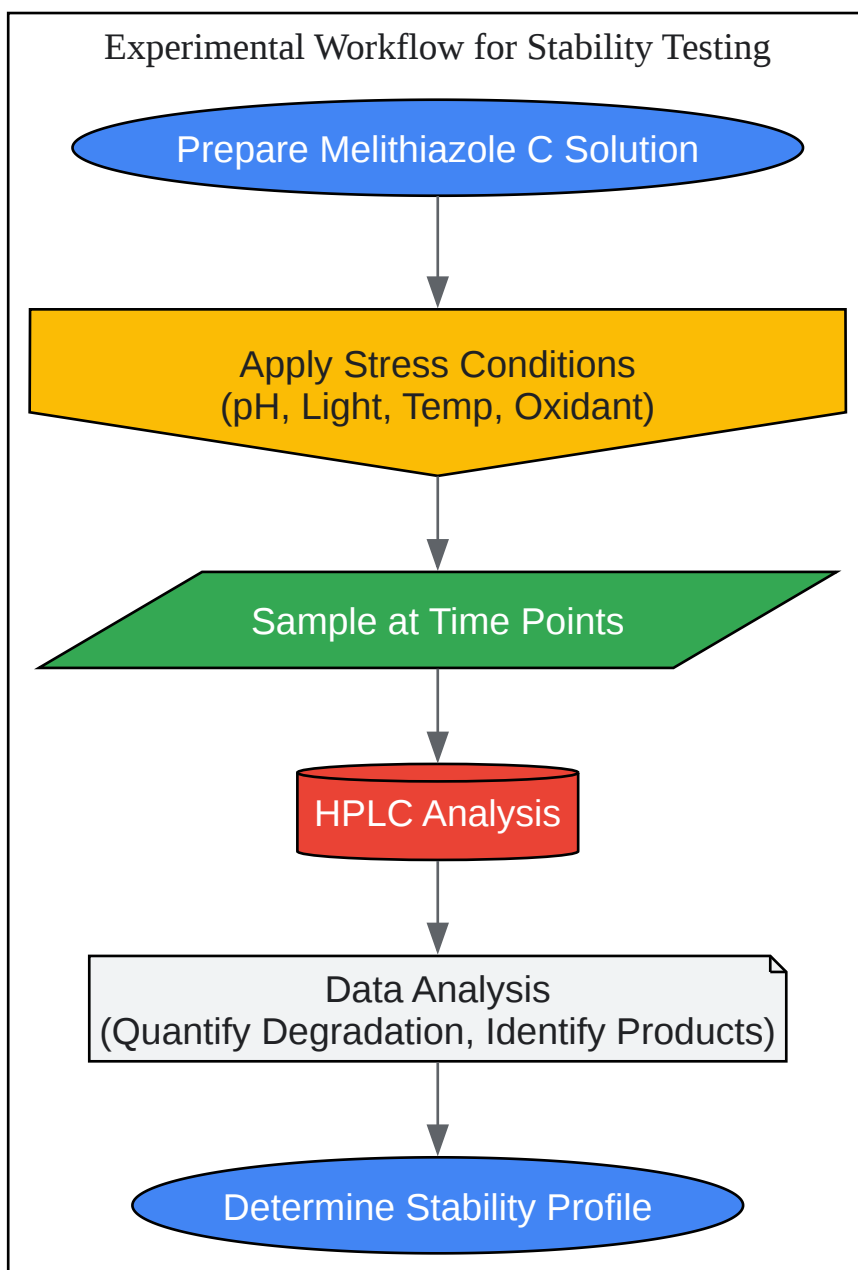 Experimental Workflow for Stability Testing
Prepare Melithiazole C Solution
Apply Stress Conditions
(pH, Light, Temp, Oxidant)
Sample at Time Points
HPLC Analysis
Data Analysis
(Quantify Degradation, Identify Products)
Determine Stability Profile